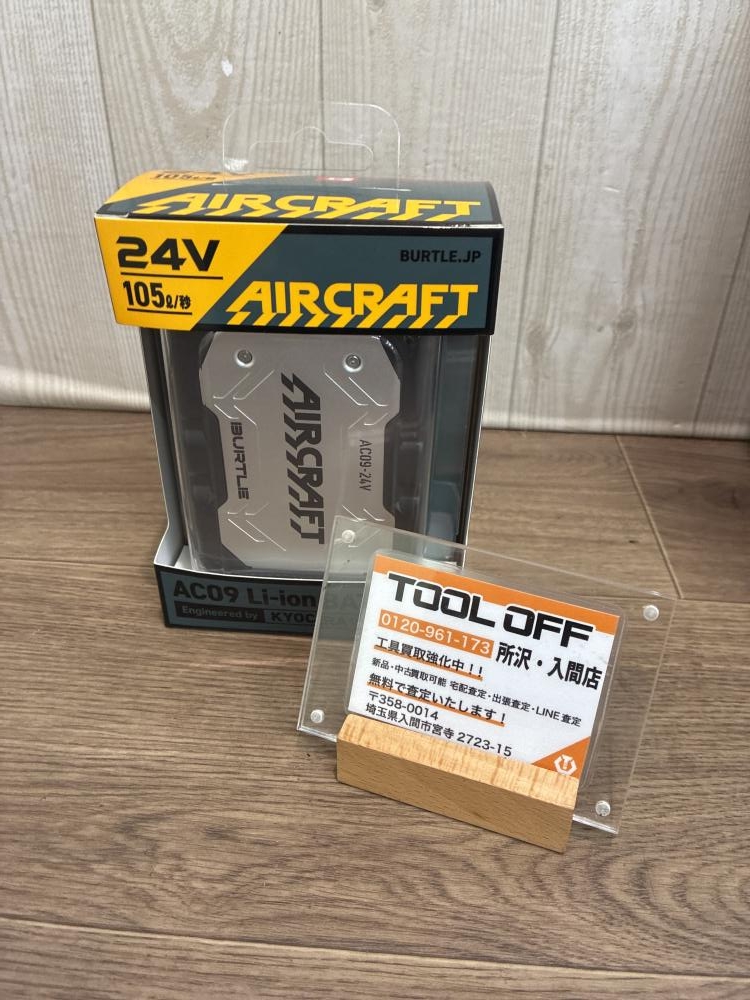 AIRCRAFT
24V
105ℓ/秒
BURTLE.JP
AIRCRAFT
AIRCRAFT
BURTLE
AC09-24V
AC09 Li-ion BA
Engineered by KYOCERA
TOOL OFF
0120-961-173 所沢・入間店
工具買取強化中！！
新品・中古買取可能 宅配査定・出張査定・LINE査定
無料で査定いたします！
〒358-0014
埼玉県入間市宮寺 2723-15